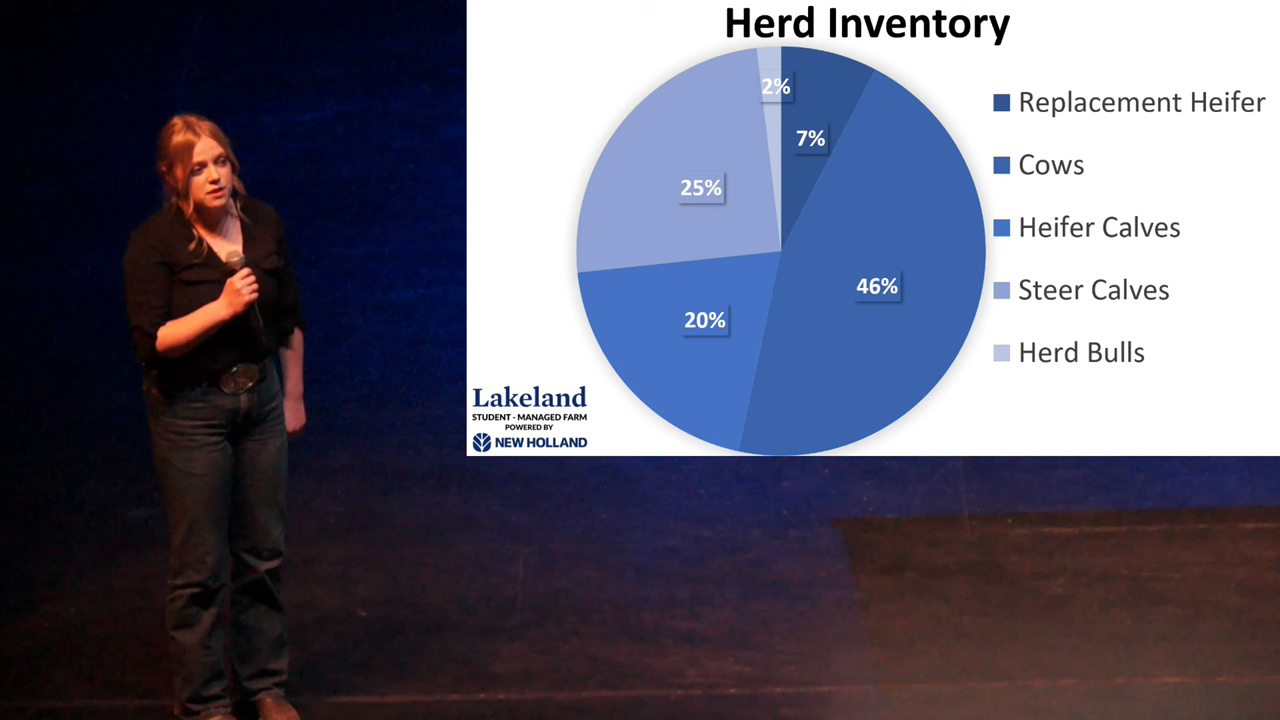 Herd Inventory
2%
7%
25%
46%
20%
Replacement Heifer
Cows
Heifer Calves
Steer Calves
Herd Bulls
Lakeland
STUDENT - MANAGED FARM
POWERED BY
NEW HOLLAND